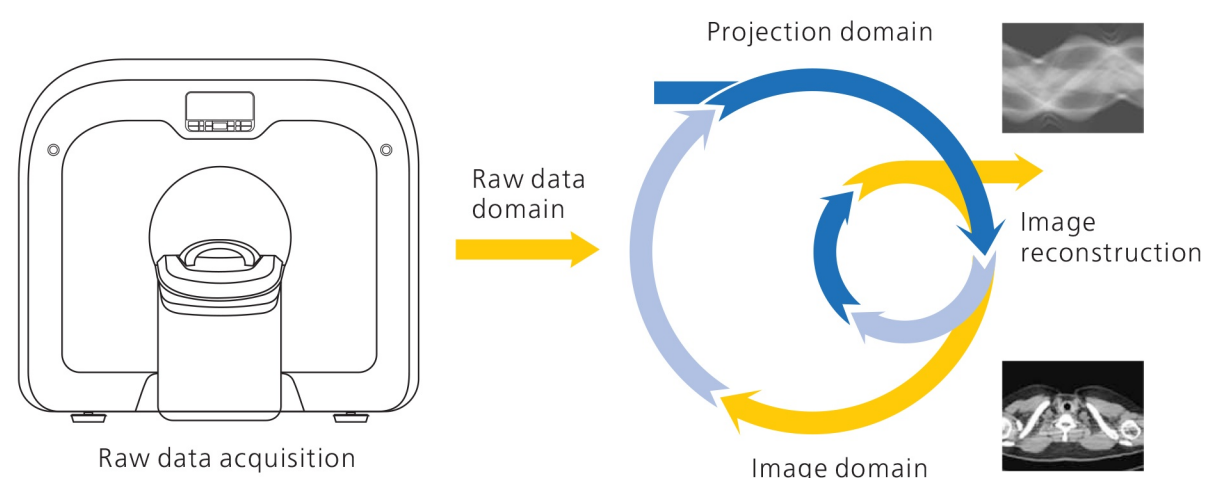 Projection domain
Raw data
domain
Image
reconstruction
Raw data acquisition
Image domain